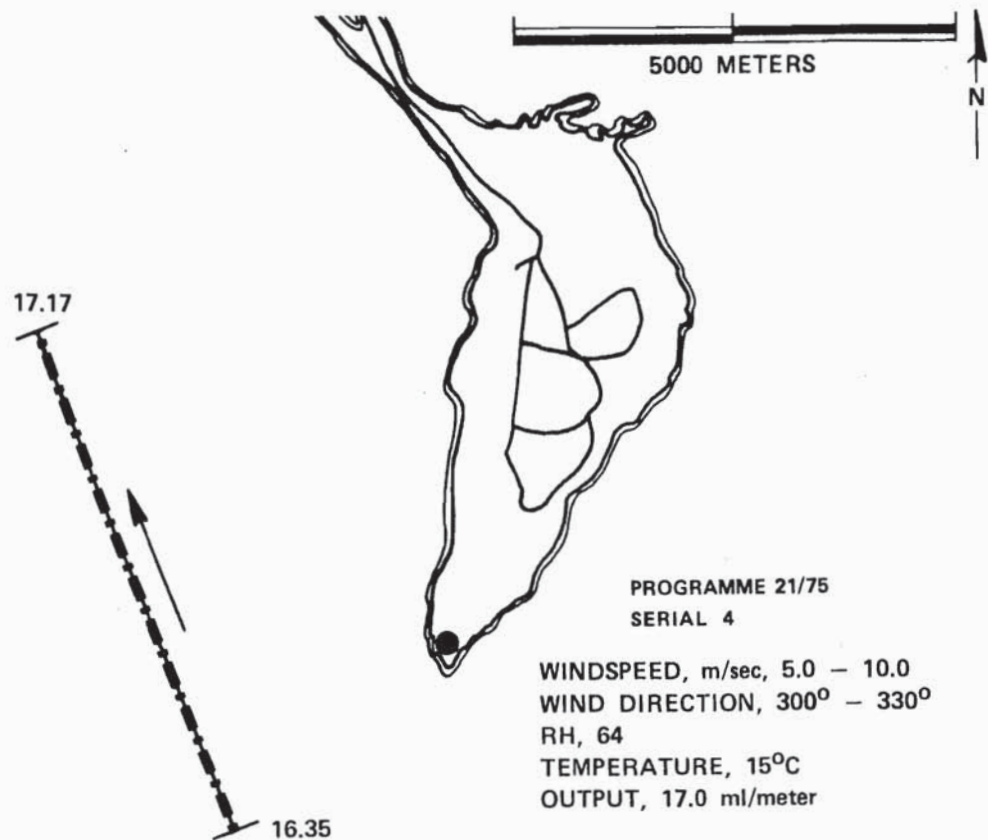 5000 METERS
N
17.17
PROGRAMME 21/75
SERIAL 4
WINDSPEED, m/sec, 5.0 – 10.0
WIND DIRECTION, 300° – 330°
RH, 64
TEMPERATURE, 15°C
OUTPUT, 17.0 ml/meter
16.35